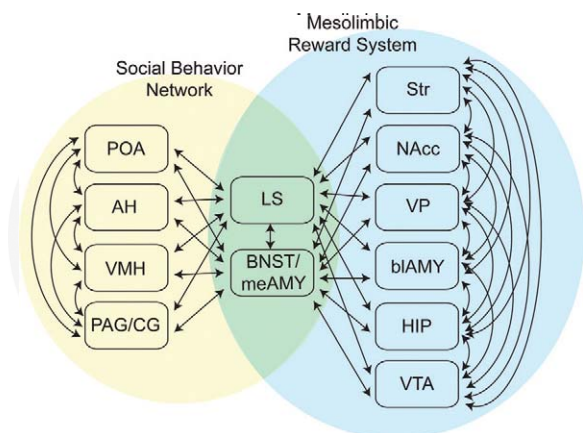 Mesolimbic
Reward System
Social Behavior
Network
POA
AH
VMH
PAG/CG
LS
BNST/
meAMY
Str
NAcc
VP
blAMY
HIP
VTA